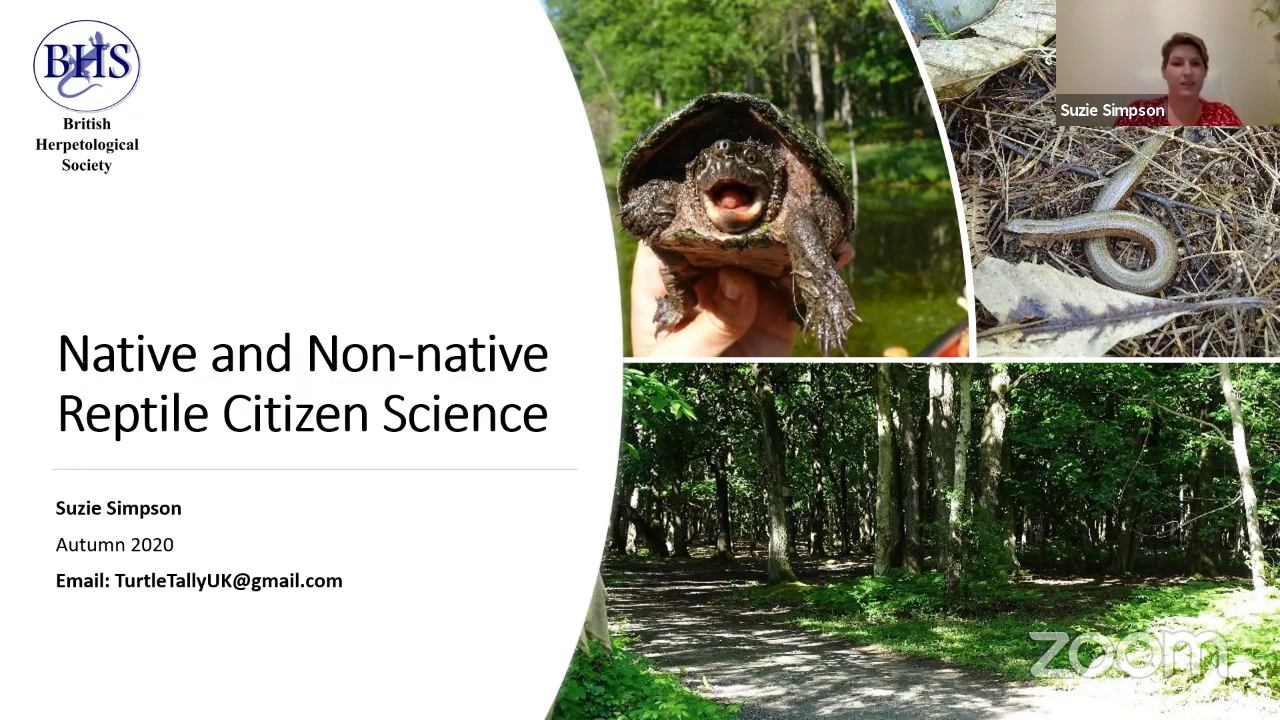 BHS
British
Herpetological
Society
Suzie Simpson
Native and Non-native
Reptile Citizen Science
Suzie Simpson
Autumn 2020
Email: TurtleTallyUK@gmail.com
zoom